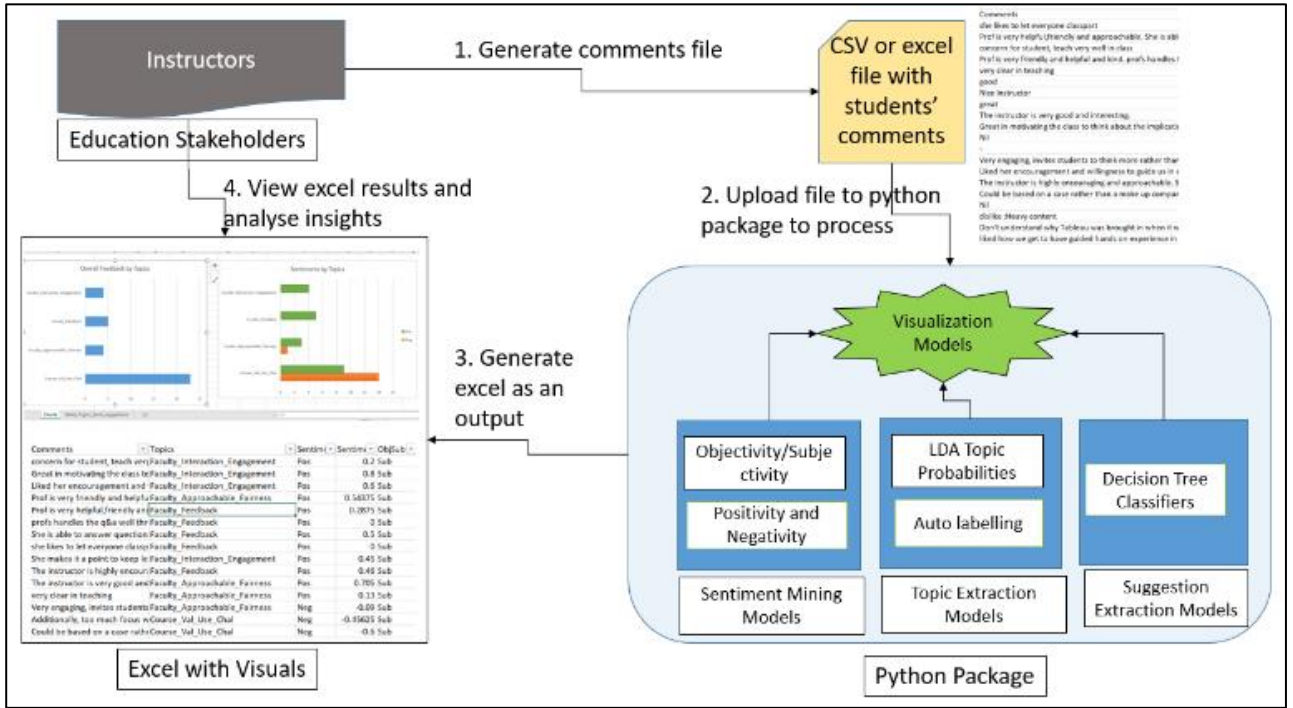 Instructors
Education Stakeholders
1. Generate comments file
CSV or excel
file with
students'
comments
Comments
she likes to let everyone classpart
Prof is very helpful,friendly and approachable. She is abl
concern for student, teach very well in class
Prof is very friendly and helpful and kind. profs handles t
very clear in teaching
good
Nice Instructor
great
The instructor is very good and interesting.
Great in motivating the class to think about the implicatio
Nil
-
Very engaging, invites students to think more rather than
Liked her encouragement and willingness to guide us in
The instructor is highly encouraging and approachable. S
Could be based on a case rather than a make up compan
Nil
dislike :Heavy content
Don't understand why Tableau was brought in when it w
liked how we get to have guided hands on experience in
2. Upload file to python
package to process
4. View excel results and
analyse insights
Overall Feedback by Topics
Sentiments by Topics
3. Generate
excel as an
output
Comments Topics Sentim Sentim ObjSub
concern for student, teach very Faculty_Interaction_Engagement Pos 0.2 Sub
Great in motivating the class to Faculty_Interaction_Engagement Pos 0.8 Sub
Liked her encouragement and Faculty_Interaction_Engagement Pos 0.6 Sub
Prof is very friendly and helpfu Faculty_Approachable_Fairness Pos 0.54375 Sub
Prof is very helpful,friendly an Faculty_Feedback Pos 0.2875 Sub
profs handles the q&a well thr Faculty_Feedback Pos 0 Sub
She is able to answer question Faculty_Feedback Pos 0.5 Sub
she likes to let everyone classp Faculty_Feedback Pos 0 Sub
She makes it a point to keep Faculty_Interaction_Engagement Pos 0.45 Sub
The instructor is highly encour Faculty_Feedback Pos 0.46 Sub
The instructor is very good and Faculty_Approachable_Fairness Pos 0.705 Sub
very clear in teaching Faculty_Approachable_Fairness Pos 0.13 Sub
Very engaging, invites students Faculty_Approachable_Fairness Neg -0.09 Sub
Additionally, too much focus w Course_Val_Use_Chal Neg Sub
Could be based on a case rath Course_Val_Use_Chal Neg -0.6 Sub
Excel with Visuals
Visualization
Models
Objectivity/Subje
ctivity
Positivity and
Negativity
Sentiment Mining
Models
LDA Topic
Probabilities
Auto labelling
Topic Extraction
Models
Decision Tree
Classifiers
Suggestion
Extraction Models
Python Package